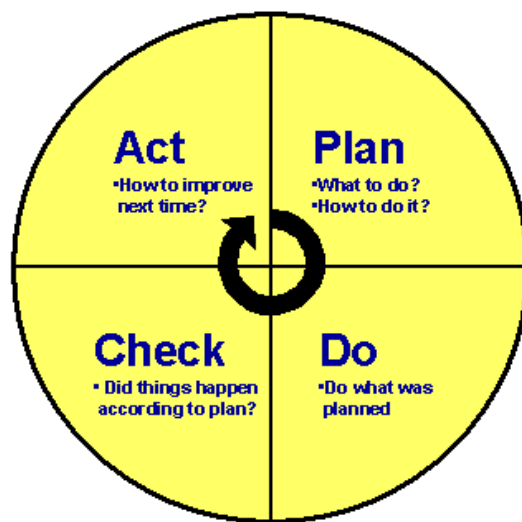 Plan
•What to do?
•How to do it?
Do
•Do what was
planned
Check
• Did things happen
according to plan?
Act
•How to improve
next time?